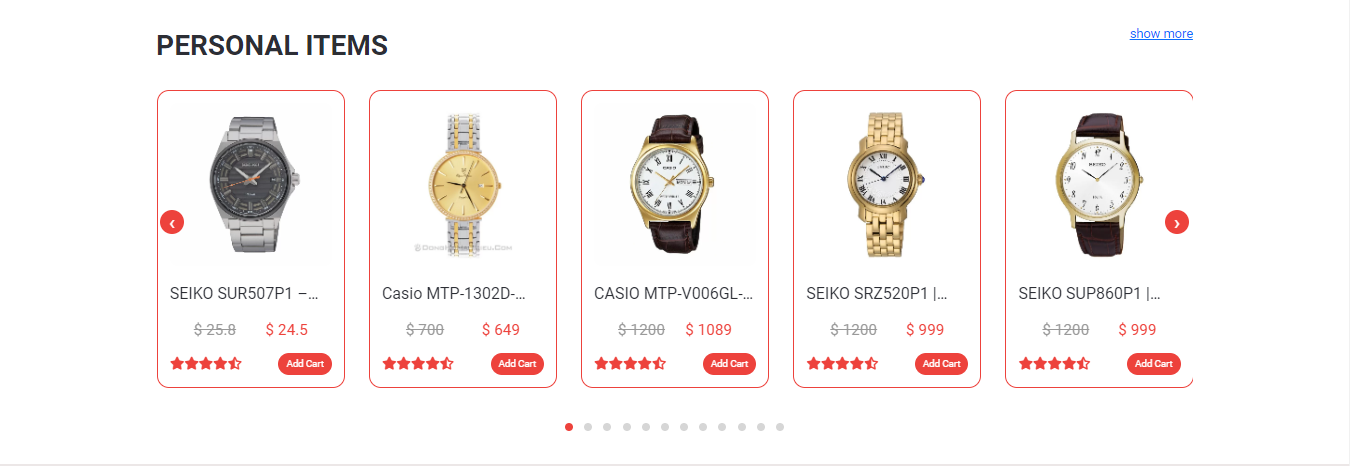 PERSONAL ITEMS
show more
SEIKO SUR507P1 –...
$ 25.8 $ 24.5
Add Cart
Casio MTP-1302D-...
$ 700 $ 649
Add Cart
CASIO MTP-V006GL-...
$ 1200 $ 1089
Add Cart
SEIKO SRZ520P1 |...
$ 1200 $ 999
Add Cart
SEIKO SUP860P1 |...
$ 1200 $ 999
Add Cart